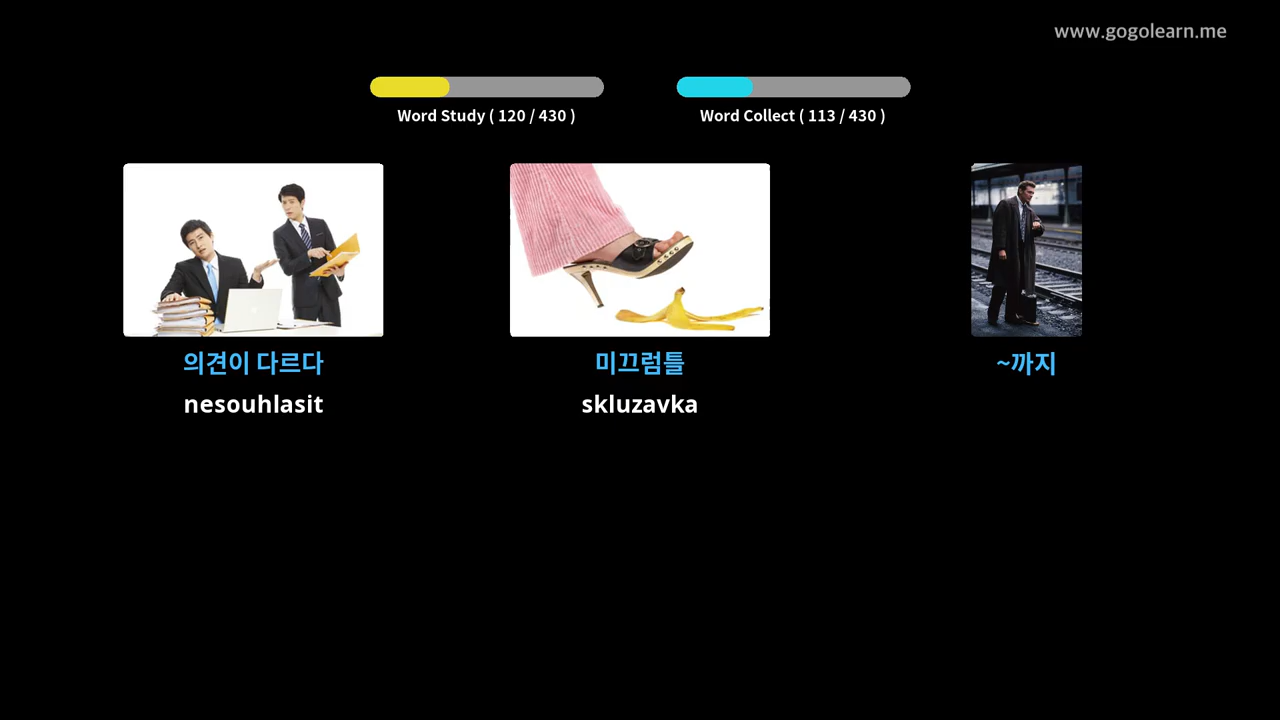 www.gogolearn.me
Word Study ( 120 / 430 )
Word Collect ( 113 / 430 )
의견이 다르다
nesouhlasit
미끄럼틀
skluzavka
~까지